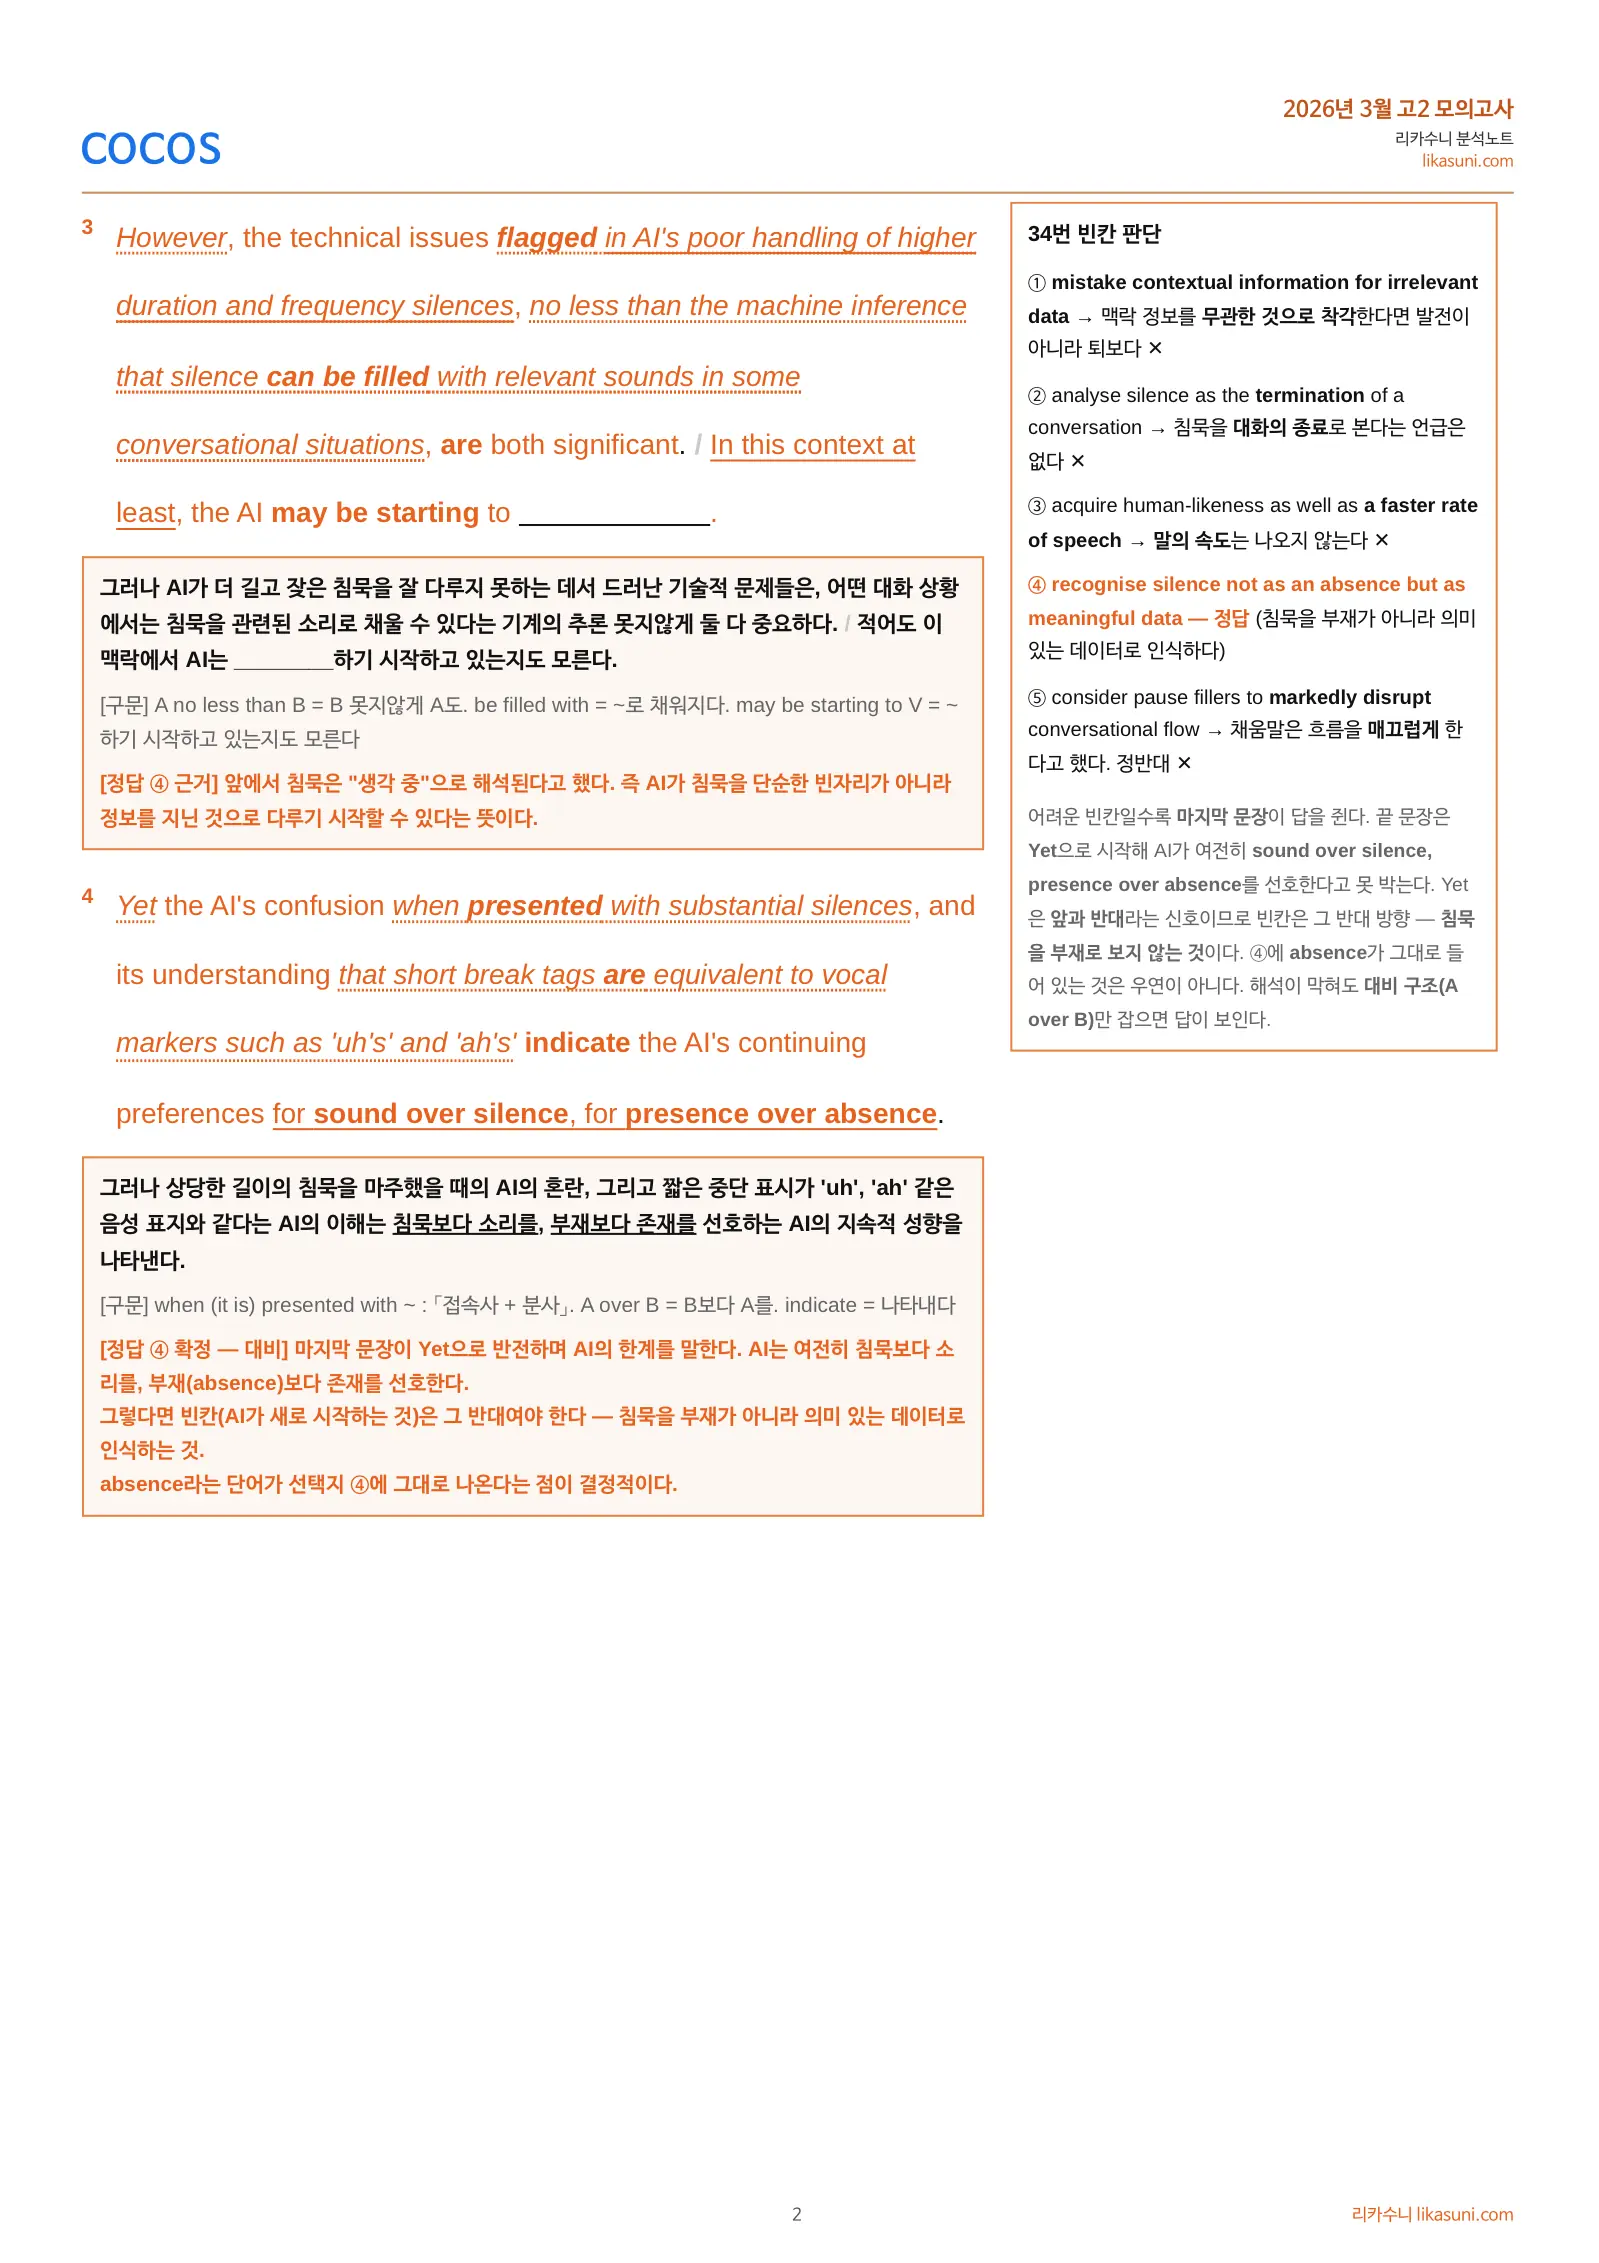 cocos
2026년 3월 고2 모의고사
리카수니 분석노트
likasuni.com
3 However, the technical issues flagged in AI's poor handling of higher
duration and frequency silences, no less than the machine inference
that silence can be filled with relevant sounds in some
conversational situations, are both significant. / In this context at
least, the AI may be starting to ____________.
그러나 AI가 더 길고 잦은 침묵을 잘 다루지 못하는 데서 드러난 기술적 문제들은, 어떤 대화 상황
에서는 침묵을 관련된 소리로 채울 수 있다는 기계의 추론 못지않게 둘 다 중요하다. / 적어도 이
맥락에서 AI는 ________하기 시작하고 있는지도 모른다.
[구문] A no less than B = B 못지않게 A도. be filled with = ~로 채워지다. may be starting to V = ~
하기 시작하고 있는지도 모른다
[정답 ④ 근거] 앞에서 침묵은 "생각 중"으로 해석된다고 했다. 즉 AI가 침묵을 단순한 빈자리가 아니라
정보를 지닌 것으로 다루기 시작할 수 있다는 뜻이다.
4 Yet the AI's confusion when presented with substantial silences, and
its understanding that short break tags are equivalent to vocal
markers such as 'uh's' and 'ah's' indicate the AI's continuing
preferences for sound over silence, for presence over absence.
그러나 상당한 길이의 침묵을 마주했을 때의 AI의 혼란, 그리고 짧은 중단 표시가 'uh', 'ah' 같은
음성 표지와 같다는 AI의 이해는 침묵보다 소리를, 부재보다 존재를 선호하는 AI의 지속적 성향을
나타낸다.
[구문] when (it is) presented with ~ : 「접속사 + 분사」. A over B = B보다 A를. indicate = 나타내다
[정답 ④ 확정 — 대비] 마지막 문장이 Yet으로 반전하며 AI의 한계를 말한다. AI는 여전히 침묵보다 소
리를, 부재(absence)보다 존재를 선호한다.
그렇다면 빈칸(AI가 새로 시작하는 것)은 그 반대여야 한다 — 침묵을 부재가 아니라 의미 있는 데이터로
인식하는 것.
absence라는 단어가 선택지 ④에 그대로 나온다는 점이 결정적이다.
34번 빈칸 판단
① mistake contextual information for irrelevant
data → 맥락 정보를 무관한 것으로 착각한다면 발전이
아니라 퇴보다 ✕
② analyse silence as the termination of a
conversation → 침묵을 대화의 종료로 본다는 언급은
없다 ✕
③ acquire human-likeness as well as a faster rate
of speech → 말의 속도는 나오지 않는다 ✕
④ recognise silence not as an absence but as
meaningful data — 정답 (침묵을 부재가 아니라 의미
있는 데이터로 인식하다)
⑤ consider pause fillers to markedly disrupt
conversational flow → 채움말은 흐름을 매끄럽게 한
다고 했다. 정반대 ✕
어려운 빈칸일수록 마지막 문장이 답을 쥔다. 끝 문장은
Yet으로 시작해 AI가 여전히 sound over silence,
presence over absence를 선호한다고 못 박는다. Yet
은 앞과 반대라는 신호이므로 빈칸은 그 반대 방향 — 침묵
을 부재로 보지 않는 것이다. ④에 absence가 그대로 들
어 있는 것은 우연이 아니다. 해석이 막혀도 대비 구조(A
over B)만 잡으면 답이 보인다.
2
리카수니 likasuni.com